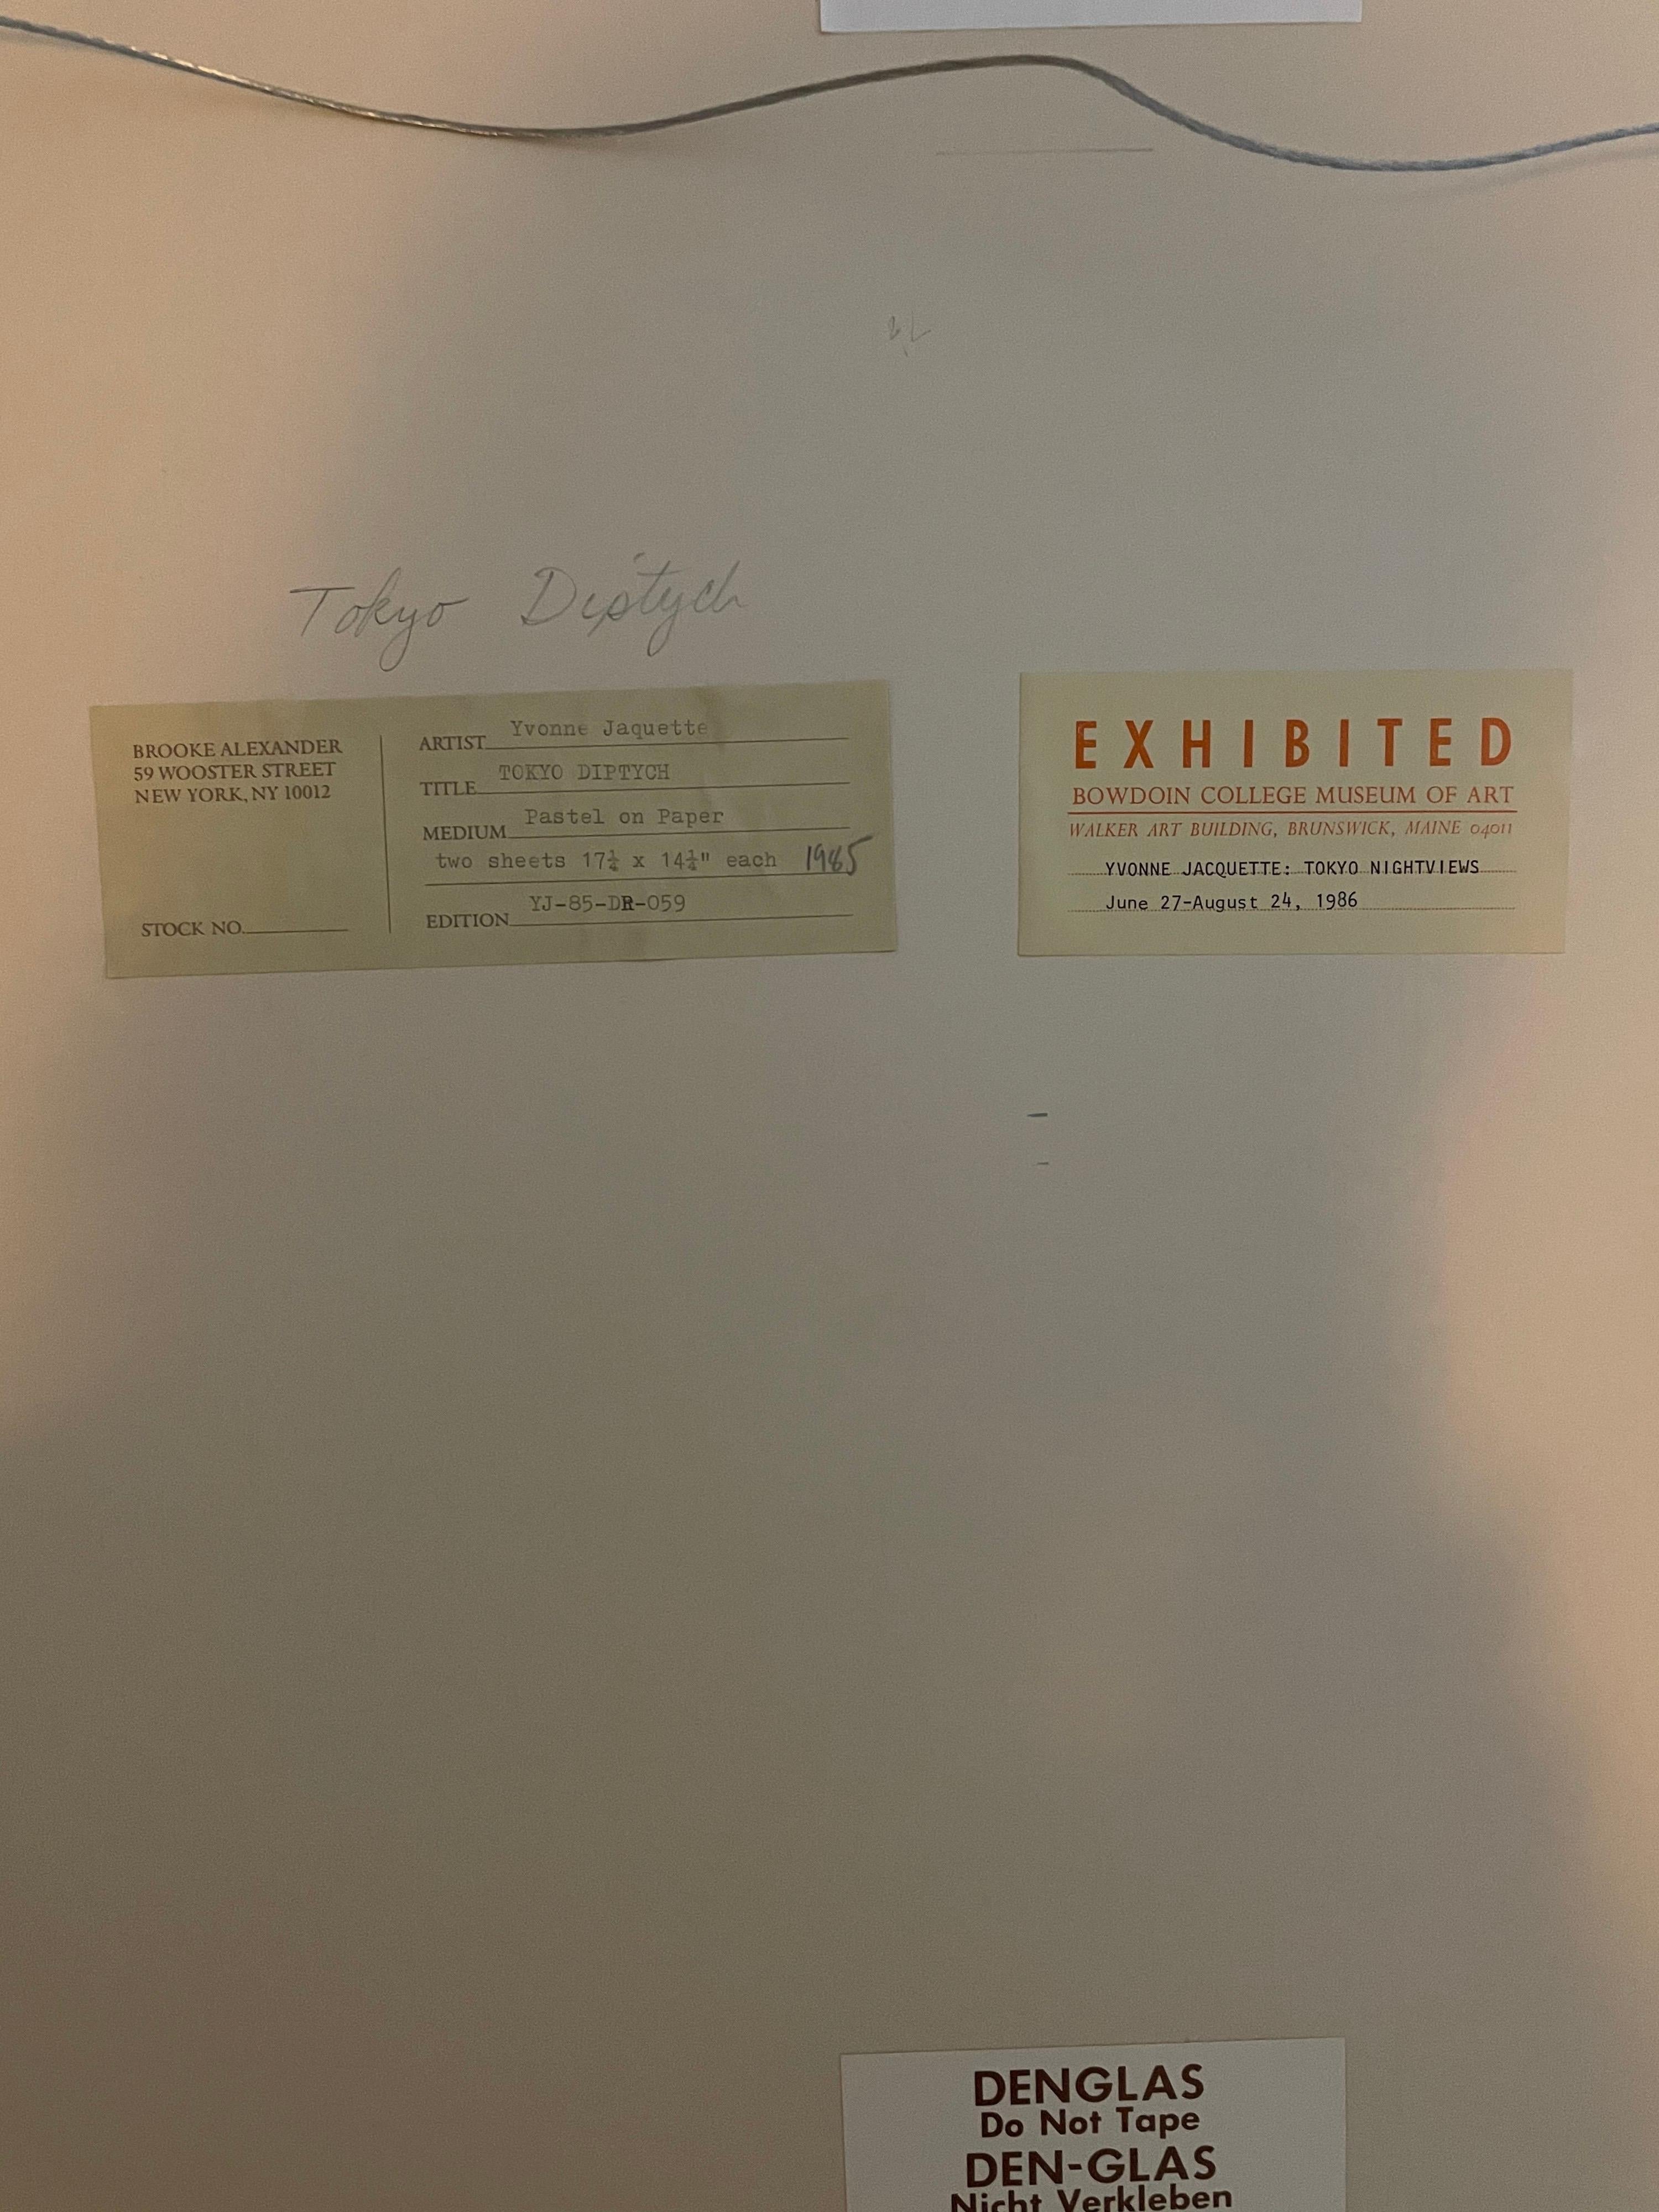 Tokyo Diptych
BROOKE ALEXANDER
59 WOOSTER STREET
NEW YORK, NY 10012
STOCK NO.
ARTIST Yvonne Jaquette
TITLE TOKYO DIPTYCH
MEDIUM Pastel on Paper
two sheets 17¼ x 14¾" each 1985
EDITION YJ-85-DR-059
EXHIBITED
BOWDOIN COLLEGE MUSEUM OF ART
WALKER ART BUILDING, BRUNSWICK, MAINE 04011
YVONNE JACQUETTE: TOKYO NIGHTVIEWS
June 27-August 24, 1986
DENGLAS
Do Not Tape
DEN-GLAS
Nicht Verkleben